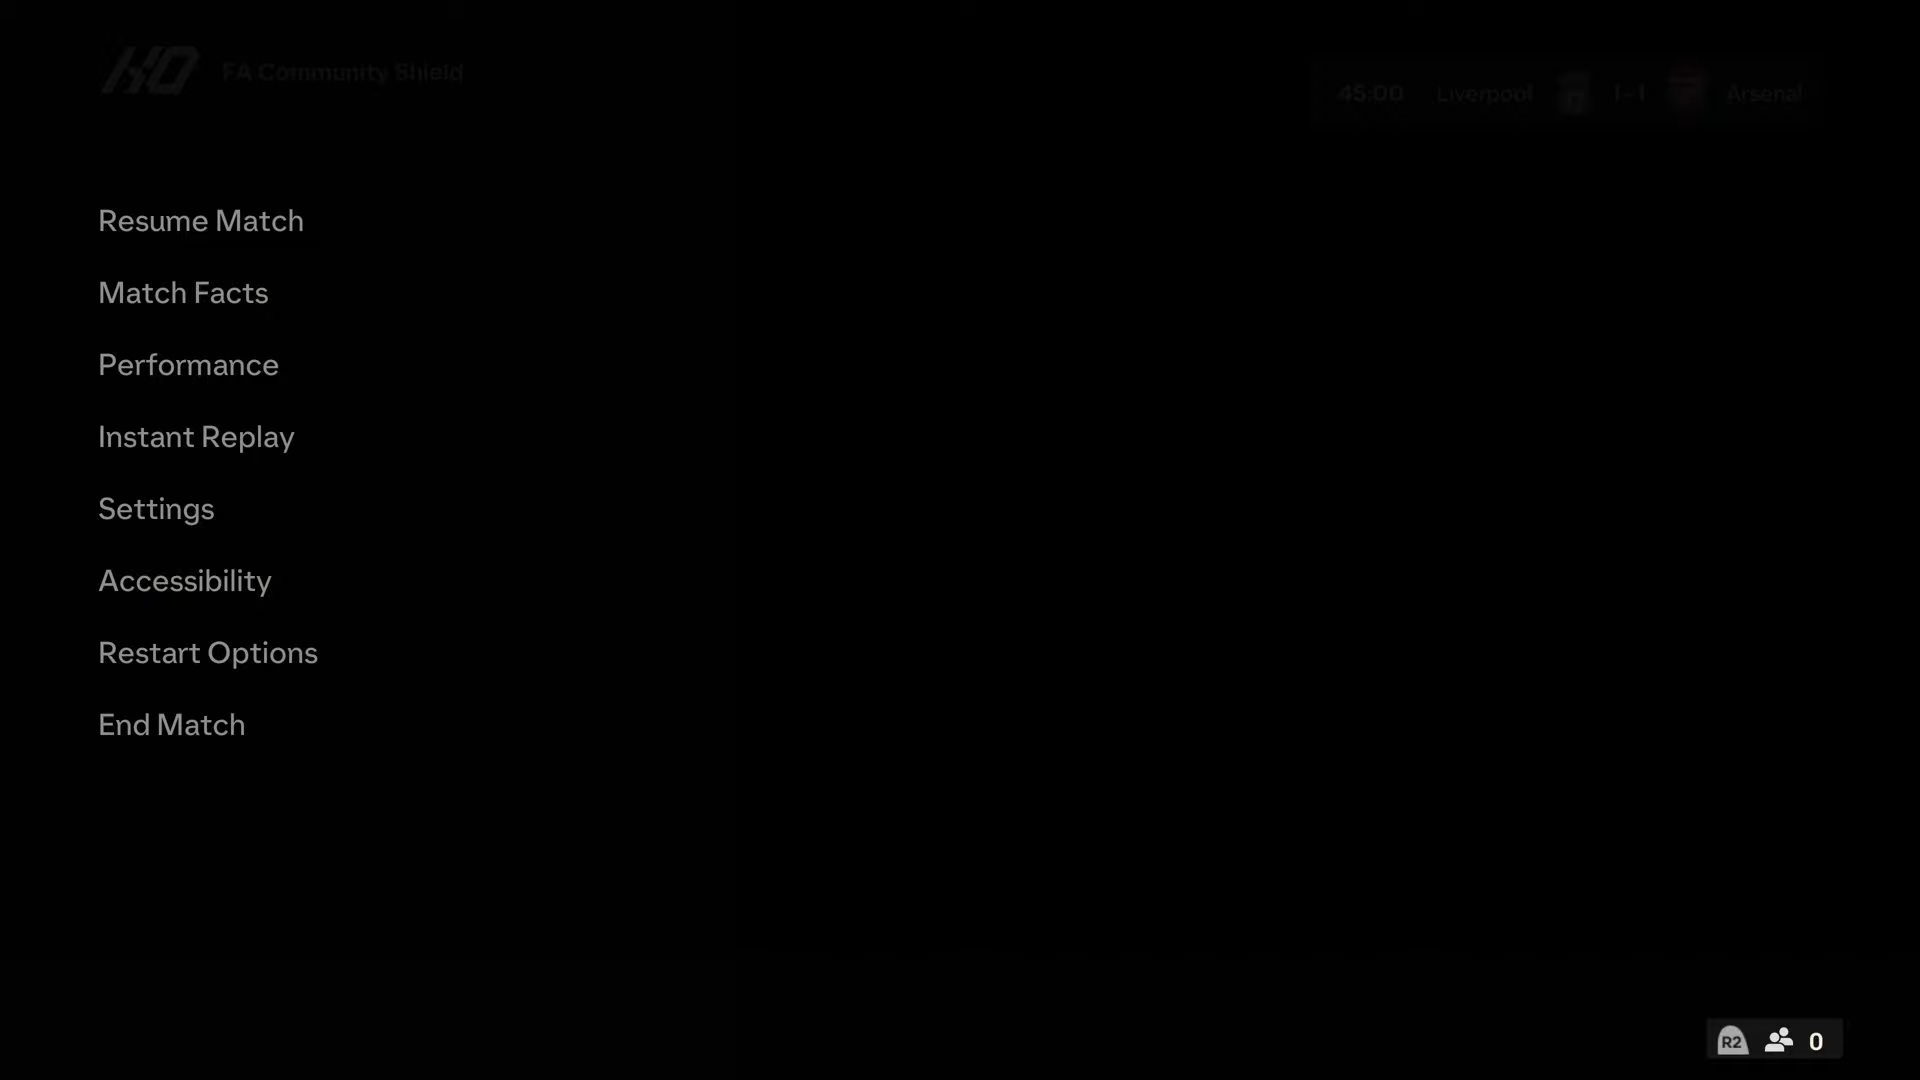 KO FA Community Shield
45:00 Liverpool 1-1 Arsenal
Resume Match
Match Facts
Performance
Instant Replay
Settings
Accessibility
Restart Options
End Match
R2 0